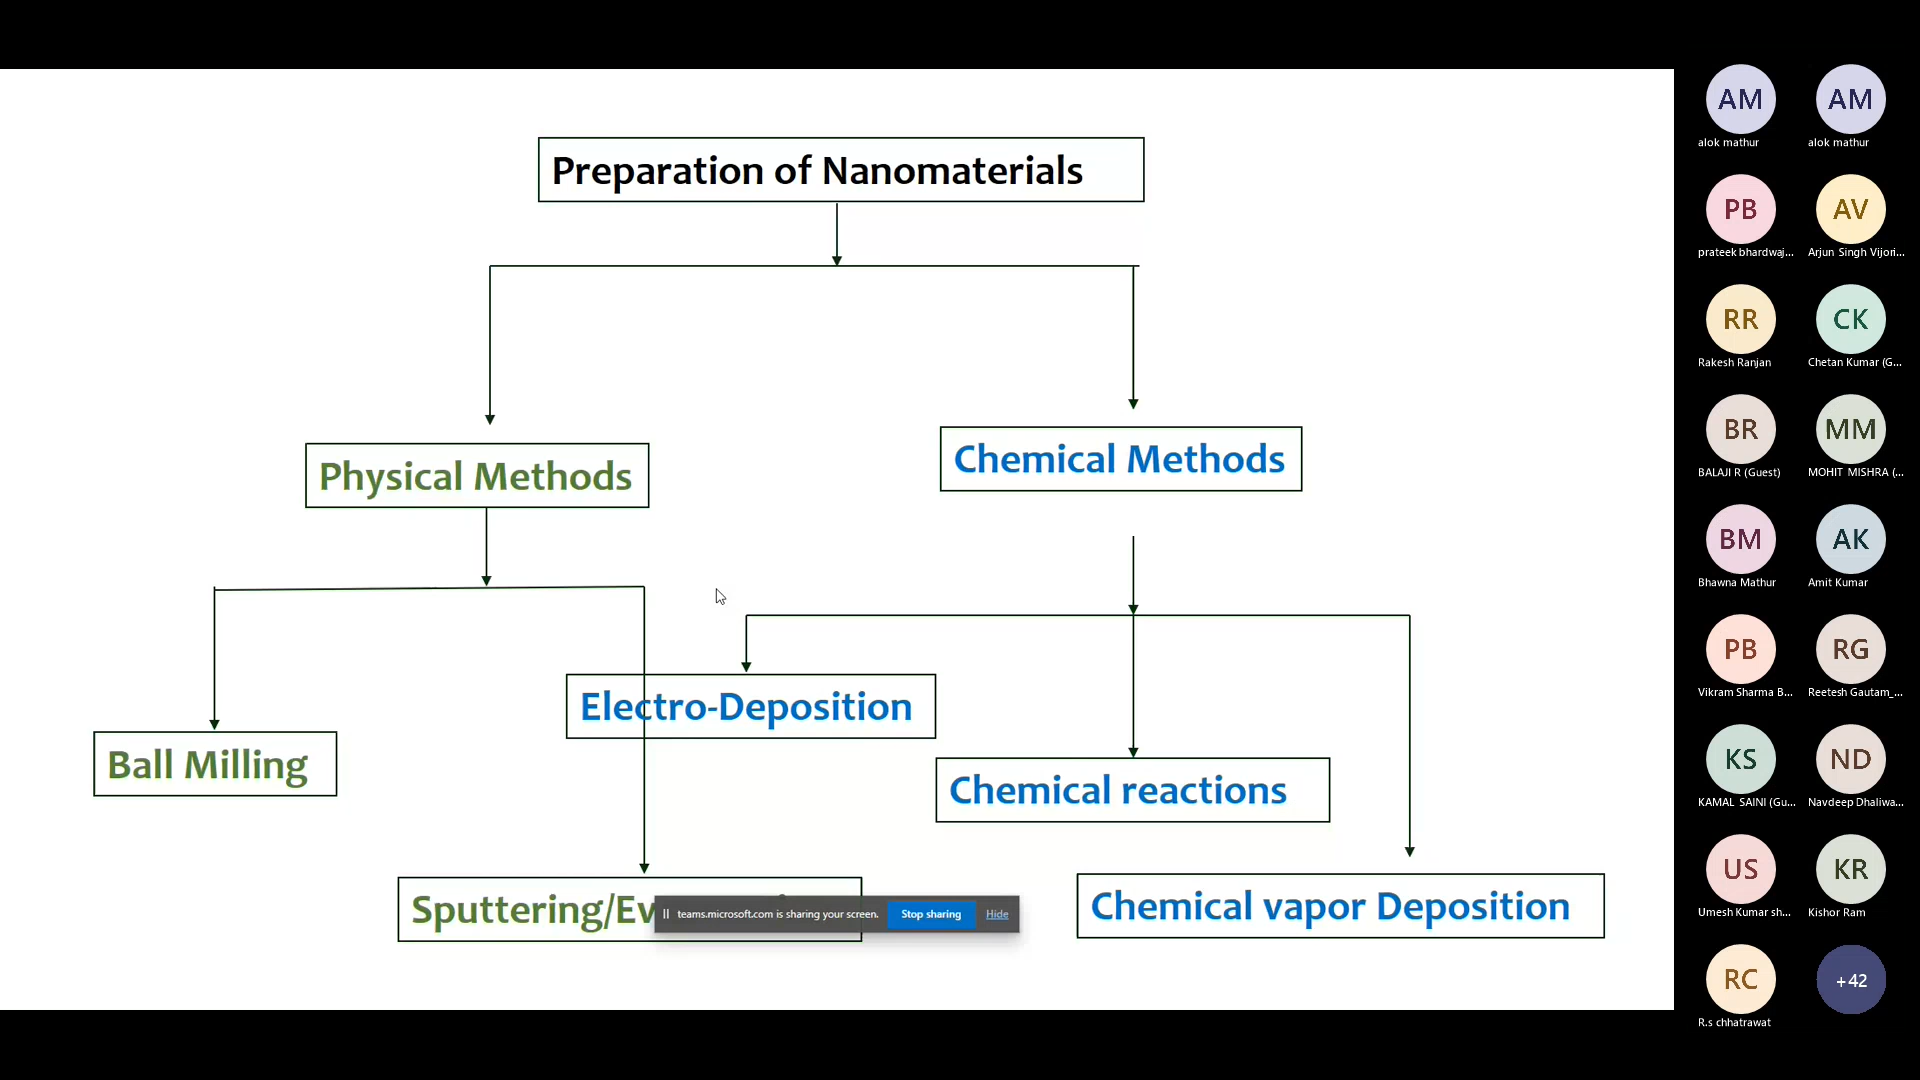 Preparation of Nanomaterials
Physical Methods
Chemical Methods
Electro-Deposition
Ball Milling
Chemical reactions
Sputtering/Ev
Chemical vapor Deposition
teams.microsoft.com is sharing your screen.
Stop sharing
Hide
AM
alok mathur
AM
alok mathur
PB
prateek bhardwaj...
AV
Arjun Singh Vijori...
RR
Rakesh Ranjan
CK
Chetan Kumar (G...
BR
BALAJI R (Guest)
MM
MOHIT MISHRA (...
BM
Bhawna Mathur
AK
Amit Kumar
PB
Vikram Sharma B...
RG
Reetesh Gautam_...
KS
KAMAL SAINI (Gu...
ND
Navdeep Dhaliwa...
US
Umesh Kumar sh...
KR
Kishor Ram
RC
R.s chhatrawat
+42